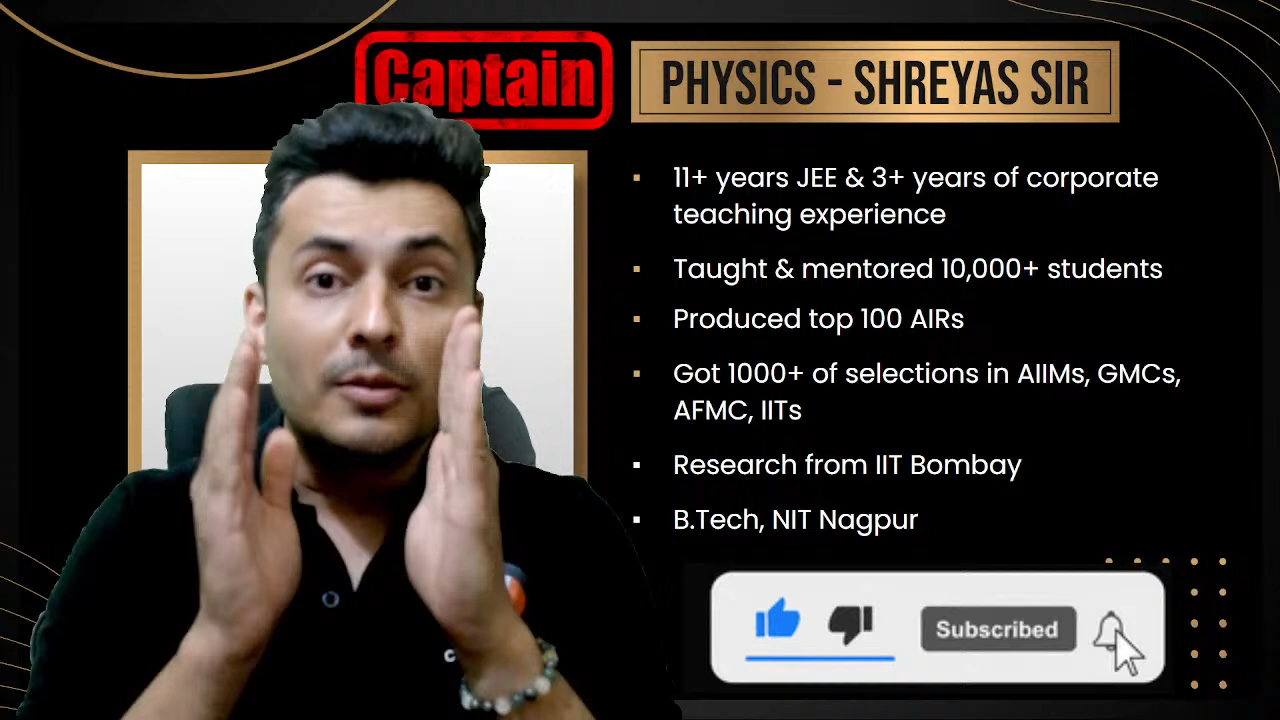 Captain
PHYSICS - SHREYAS SIR
11+ years JEE & 3+ years of corporate
teaching experience
Taught & mentored 10,000+ students
Produced top 100 AIRs
Got 1000+ of selections in AIIMs, GMCs,
AFMC, IITs
Research from IIT Bombay
B.Tech, NIT Nagpur
Subscribed